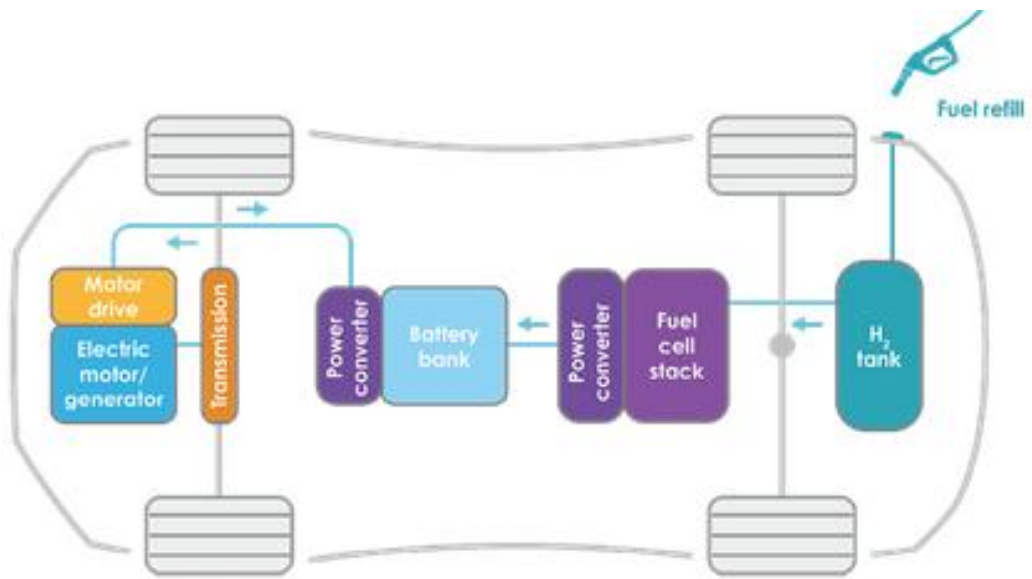 Fuel refill
Motor
drive
Electric
motor/
generator
Transmission
Power
converter
Battery
bank
Power
converter
Fuel
cell
stack
H₂
tank